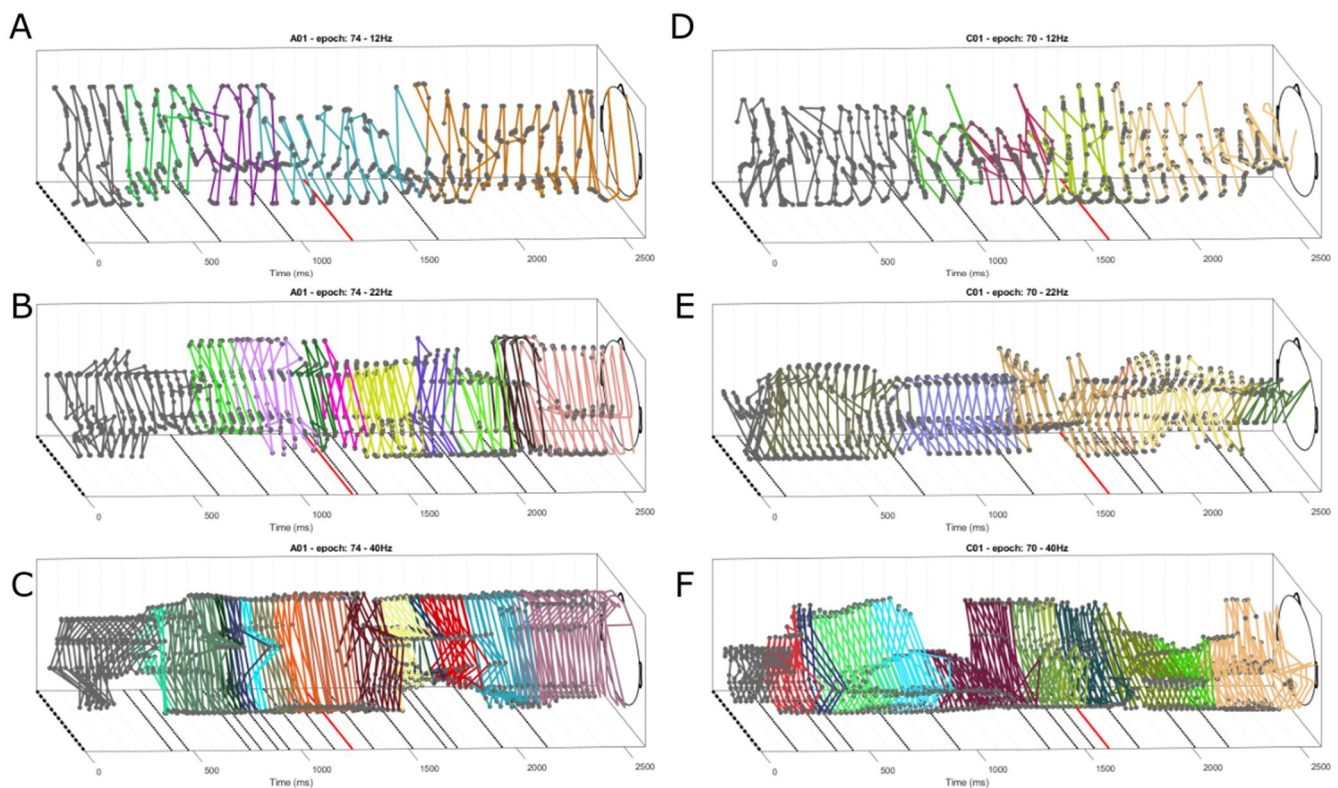 A
A01 - epoch: 74 - 12Hz
0 500 1000 1500 2000 2500
Time (ms)
B
A01 - epoch: 74 - 22Hz
0 500 1000 1500 2000 2500
Time (ms)
C
A01 - epoch: 74 - 40Hz
0 500 1000 1500 2000 2500
Time (ms)
D
C01 - epoch: 70 - 12Hz
0 500 1000 1500 2000 2500
Time (ms)
E
C01 - epoch: 70 - 22Hz
0 500 1000 1500 2000 2500
Time (ms)
F
C01 - epoch: 70 - 40Hz
0 500 1000 1500 2000 2500
Time (ms)